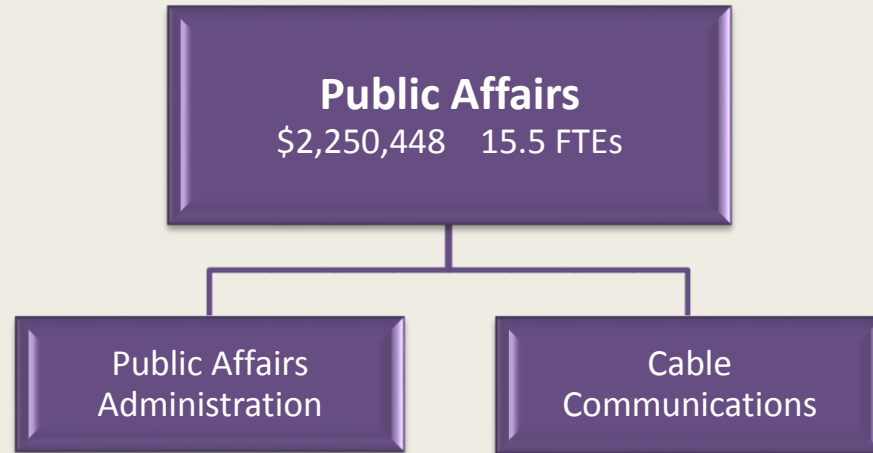 Public Affairs
$2,250,448 15.5 FTEs
Public Affairs
Administration
Cable
Communications